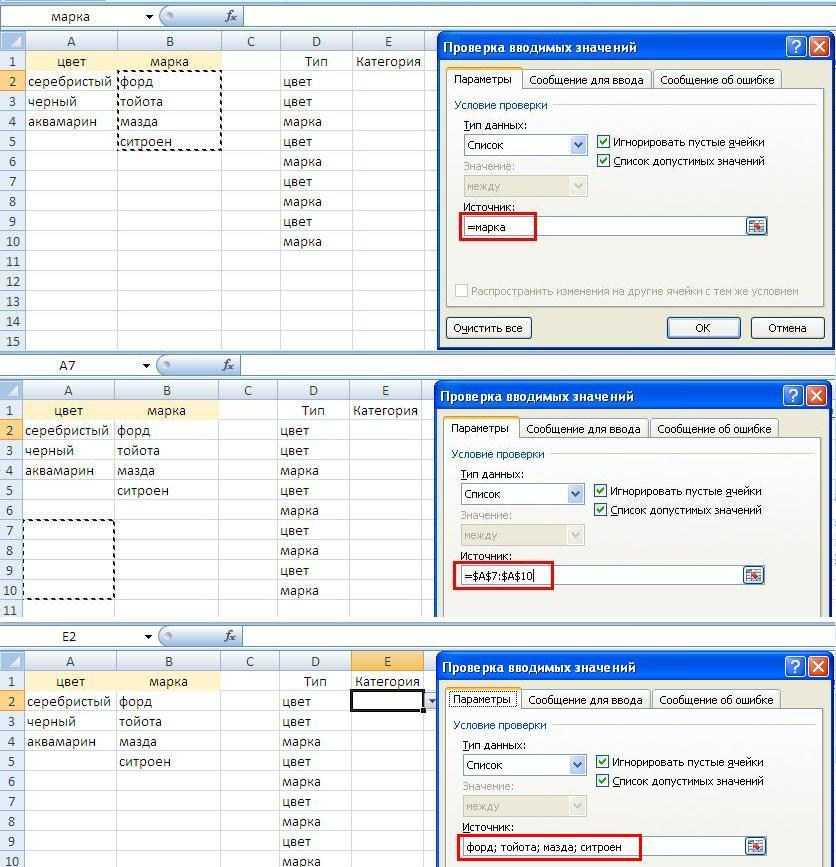 марка fx
A B C D E
1 цвет марка Тип Категория
2 серебристый форд цвет
3 черный тойота цвет
4 аквамарин мазда марка
5 ситроен цвет
6 марка
7 цвет
8 марка
9 цвет
10 марка
11
12
13
14
15
Проверка вводимых значений
Параметры Сообщение для ввода Сообщение об ошибке
Условие проверки
Тип данных:
Список Игнорировать пустые ячейки
Значение: Список допустимых значений
между
Источник:
=марка
Распространить изменения на другие ячейки с тем же условием
Очистить все ОК Отмена
A7 fx
A B C D E
1 цвет марка Тип Категория
2 серебристый форд цвет
3 черный тойота цвет
4 аквамарин мазда марка
5 ситроен цвет
6 марка
7 цвет
8 марка
9 цвет
10 марка
11
Проверка вводимых значений
Параметры Сообщение для ввода Сообщение об ошибке
Условие проверки
Тип данных:
Список Игнорировать пустые ячейки
Значение: Список допустимых значений
между
Источник:
=$A$7:$A$10
E2 fx
A B C D E
1 цвет марка Тип Категория
2 серебристый форд цвет
3 черный тойота цвет
4 аквамарин мазда марка
5 ситроен цвет
6 марка
7 цвет
8 марка
9 цвет
10 марка
Проверка вводимых значений
Параметры Сообщение для ввода Сообщение об ошибке
Условие проверки
Тип данных:
Список Игнорировать пустые ячейки
Значение: Список допустимых значений
между
Источник:
форд; тойота; мазда; ситроен